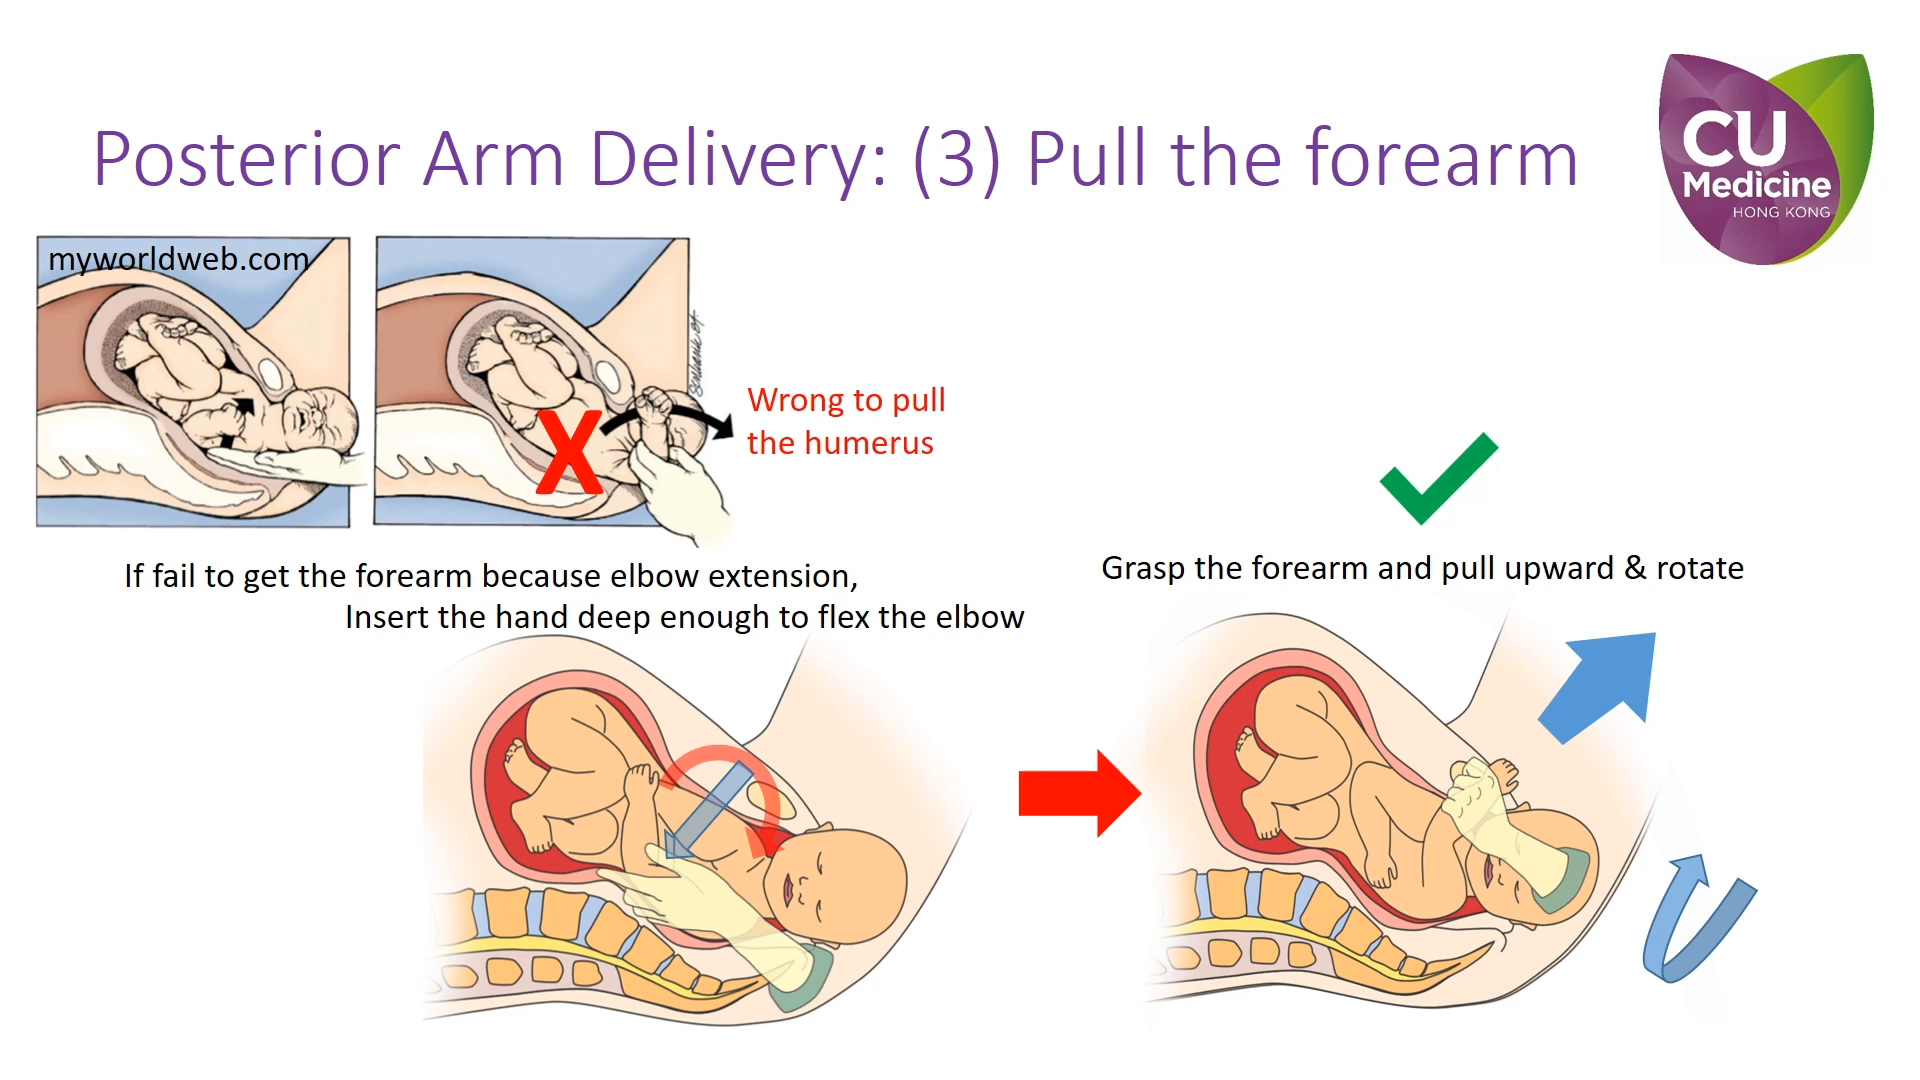 Posterior Arm Delivery: (3) Pull the forearm
CU
Medicine
HONG KONG
myworldweb.com
Wrong to pull
the humerus
X
If fail to get the forearm because elbow extension,
Insert the hand deep enough to flex the elbow
Grasp the forearm and pull upward & rotate